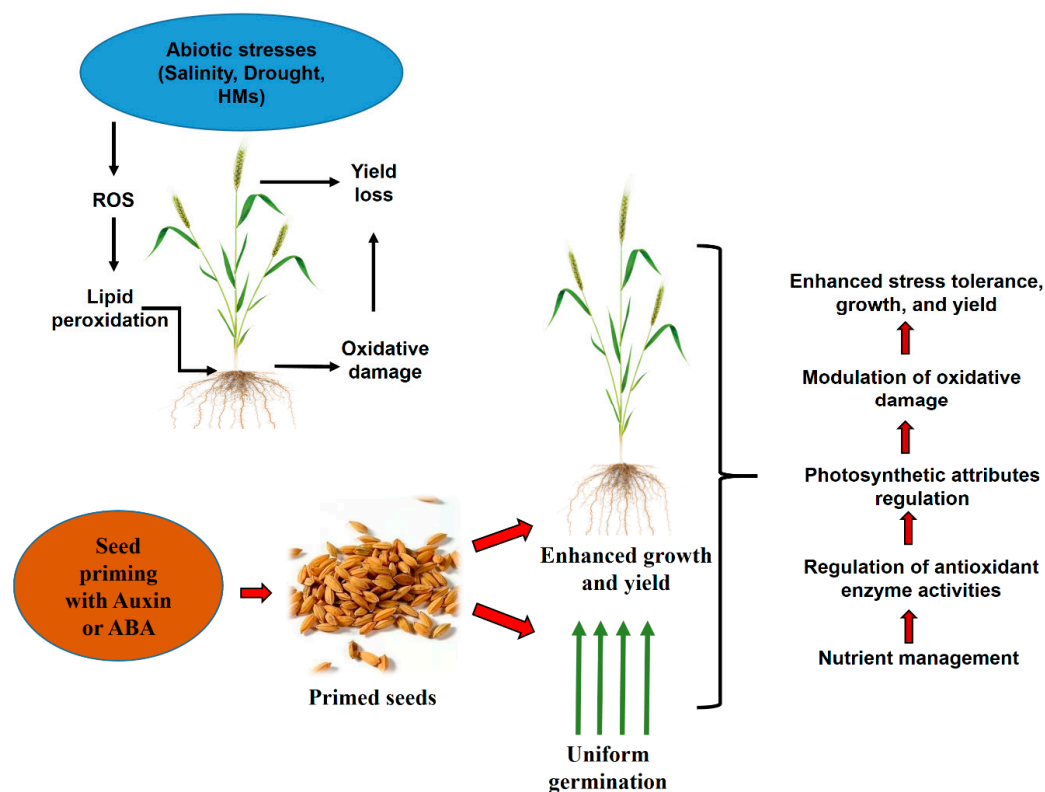 Abiotic stresses
(Salinity, Drought,
HMs)
ROS
Lipid
peroxidation
Yield
loss
Oxidative
damage
Seed
priming
with Auxin
or ABA
Primed seeds
Enhanced growth
and yield
Uniform
germination
Enhanced stress tolerance,
growth, and yield
Modulation of oxidative
damage
Photosynthetic attributes
regulation
Regulation of antioxidant
enzyme activities
Nutrient management